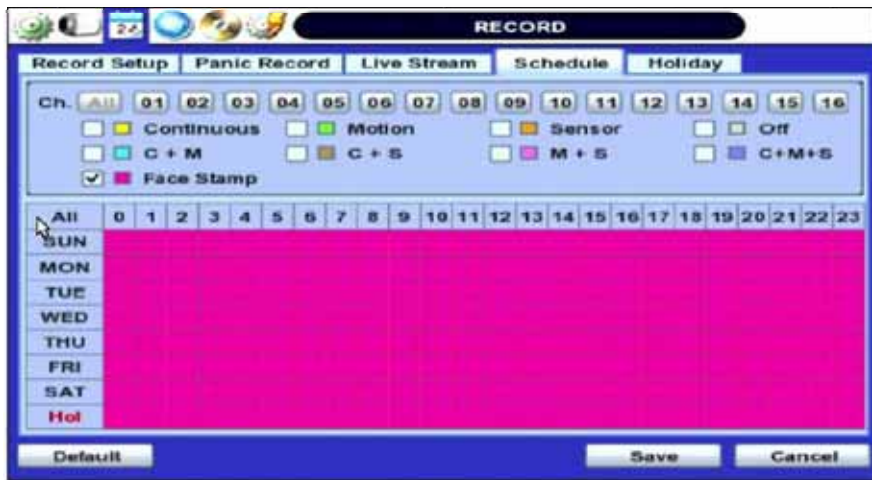 RECORD
Record Setup Panic Record Live Stream Schedule Holiday
Ch. All 01 02 03 04 05 06 07 08 09 10 11 12 13 14 15 16
Continuous Motion Sensor Off
C + M C + S M + S C+M+S
Face Stamp
All 0 1 2 3 4 5 6 7 8 9 10 11 12 13 14 15 16 17 18 19 20 21 22 23
SUN
MON
TUE
WED
THU
FRI
SAT
Hol
Default Save Cancel